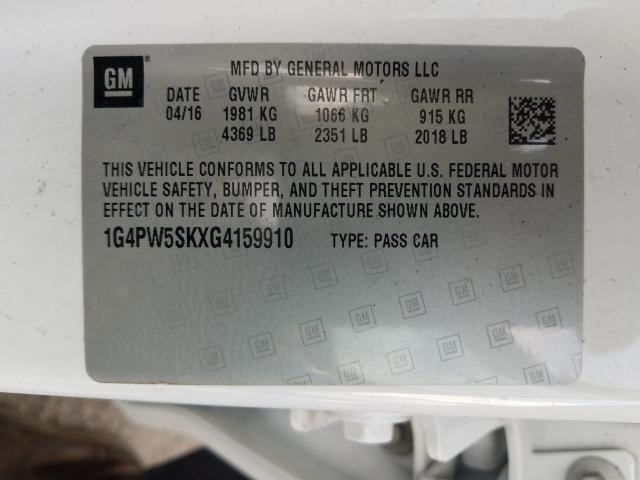 GM ® MFD BY GENERAL MOTORS LLC
DATE GVWR GAWR FRT GAWR RR
04/16 1981 KG 1066 KG 915 KG
4369 LB 2351 LB 2018 LB
THIS VEHICLE CONFORMS TO ALL APPLICABLE U.S. FEDERAL MOTOR
VEHICLE SAFETY, BUMPER, AND THEFT PREVENTION STANDARDS IN
EFFECT ON THE DATE OF MANUFACTURE SHOWN ABOVE.
1G4PW5SKXG4159910 TYPE: PASS CAR